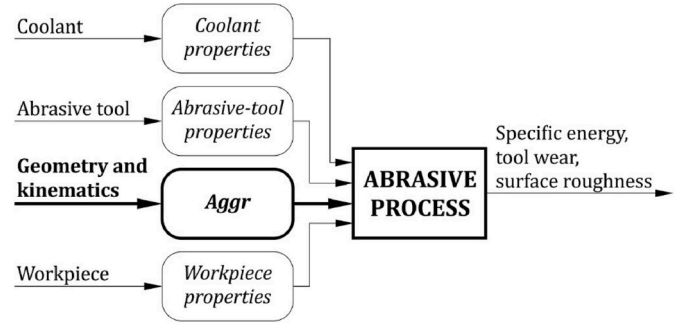 Coolant
Coolant
properties
Abrasive tool
Abrasive-tool
properties
Geometry and
kinematics
Aggr
Workpiece
Workpiece
properties
ABRASIVE
PROCESS
Specific energy,
tool wear,
surface roughness